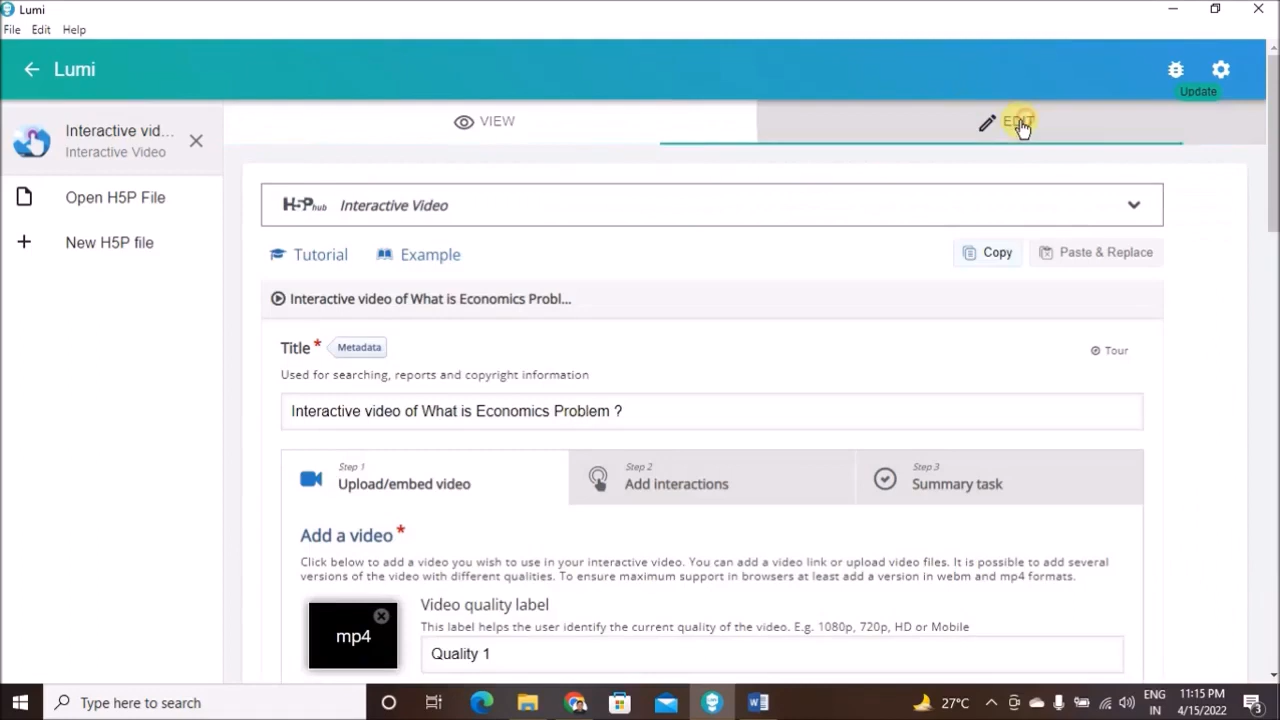 Lumi
File Edit Help
Lumi
Update
Interactive vid...
Interactive Video
VIEW
EDIT
Open H5P File
New H5P file
H5P hub Interactive Video
Tutorial Example
Copy Paste & Replace
Interactive video of What is Economics Probl...
Title * Metadata
Tour
Used for searching, reports and copyright information
Interactive video of What is Economics Problem ?
Step 1
Upload/embed video
Step 2
Add interactions
Step 3
Summary task
Add a video *
Click below to add a video you wish to use in your interactive video. You can add a video link or upload video files. It is possible to add several
versions of the video with different qualities. To ensure maximum support in browsers at least add a version in webm and mp4 formats.
mp4
Video quality label
This label helps the user identify the current quality of the video. E.g. 1080p, 720p, HD or Mobile
Quality 1
Type here to search
27°C
ENG
IN
11:15 PM
4/15/2022
3